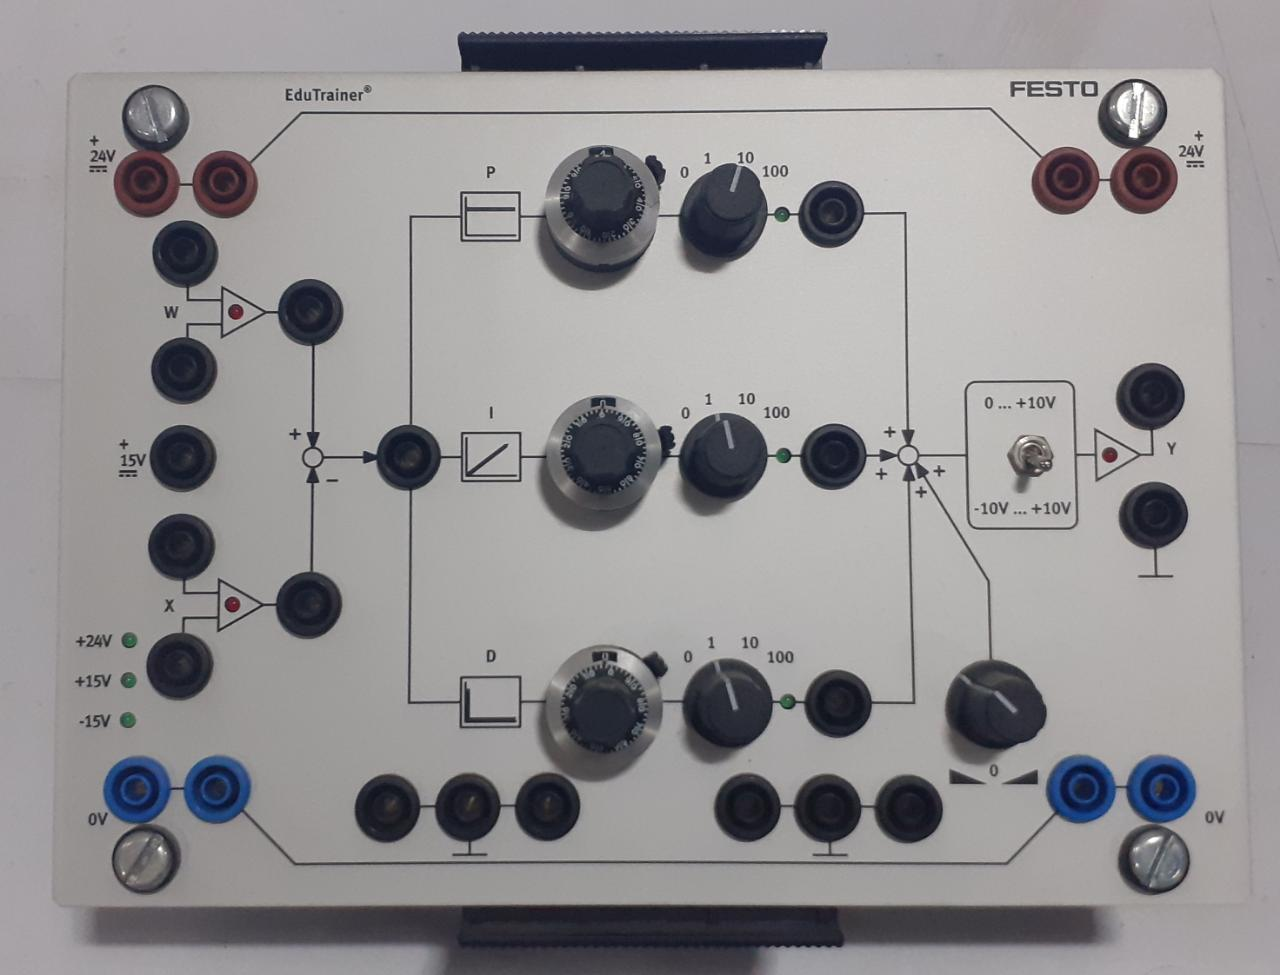 EduTrainer®
FESTO
+
24V
+
24V
P
0
1
10
100
W
I
0
1
10
100
+
15V
+
−
+
+
+
+
0 ... +10V
-10V ... +10V
Y
X
+24V
+15V
-15V
D
0
1
10
100
0
0V
0V